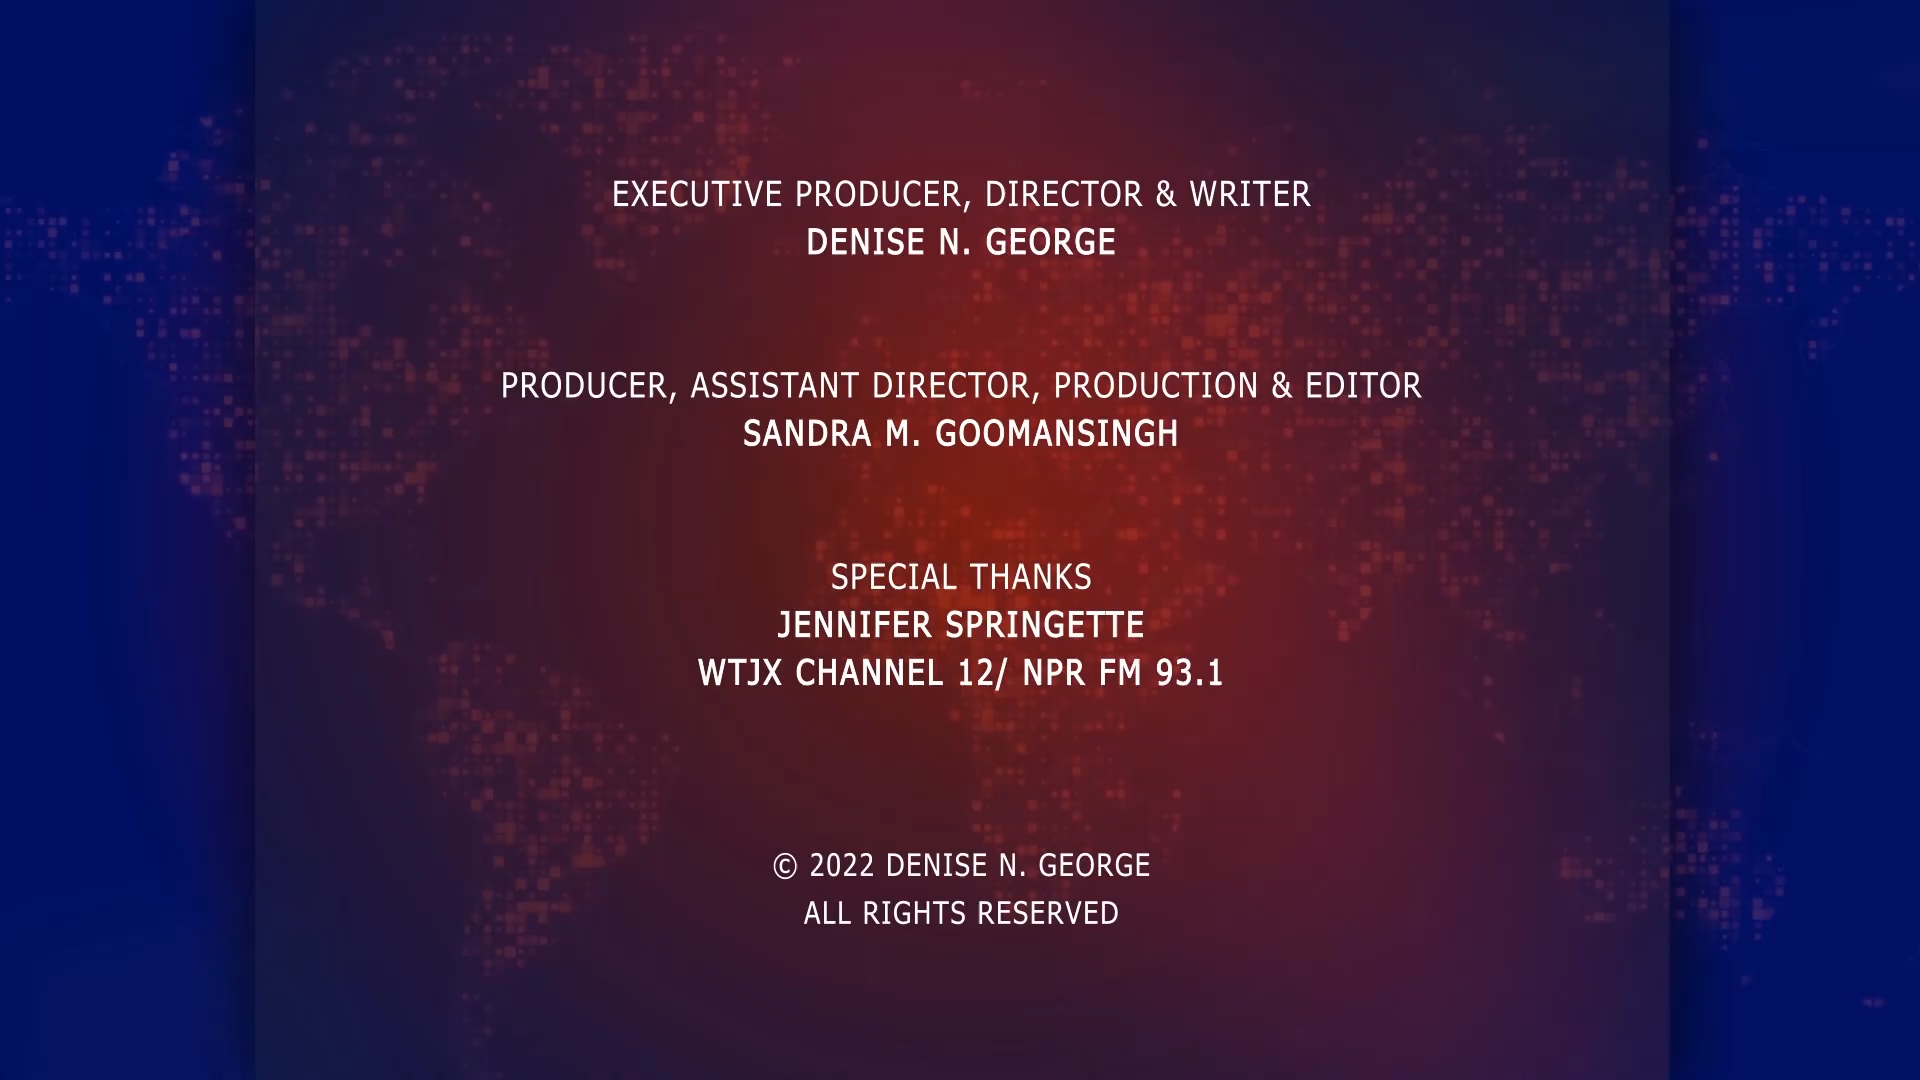 EXECUTIVE PRODUCER, DIRECTOR & WRITER
DENISE N. GEORGE
PRODUCER, ASSISTANT DIRECTOR, PRODUCTION & EDITOR
SANDRA M. GOOMANSINGH
SPECIAL THANKS
JENNIFER SPRINGETTE
WTJX CHANNEL 12/ NPR FM 93.1
© 2022 DENISE N. GEORGE
ALL RIGHTS RESERVED